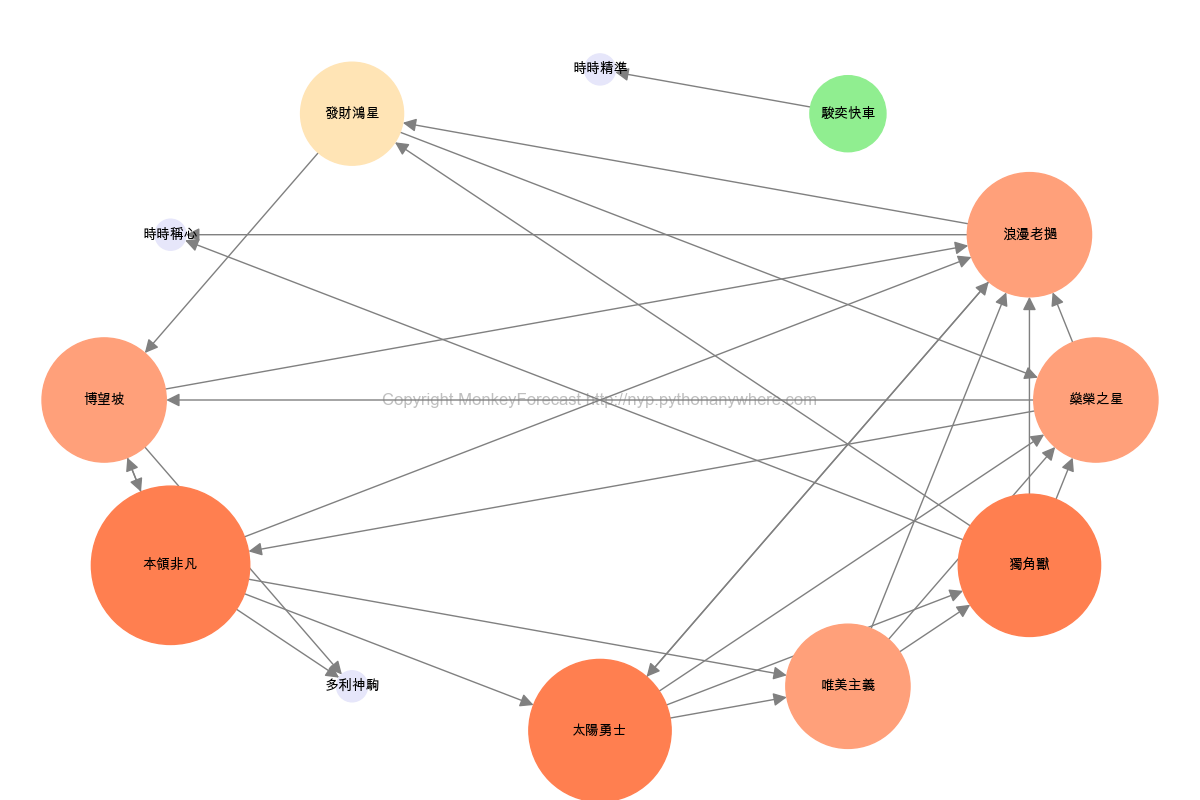 時時精準
發財鴻星
駿奕快車
時時稱心
浪漫老撾
博望坡
Copyright MonkeyForecast http://nyp.pythonanywhere.com
燊榮之星
本領非凡
獨角獸
多利神駒
唯美主義
太陽勇士